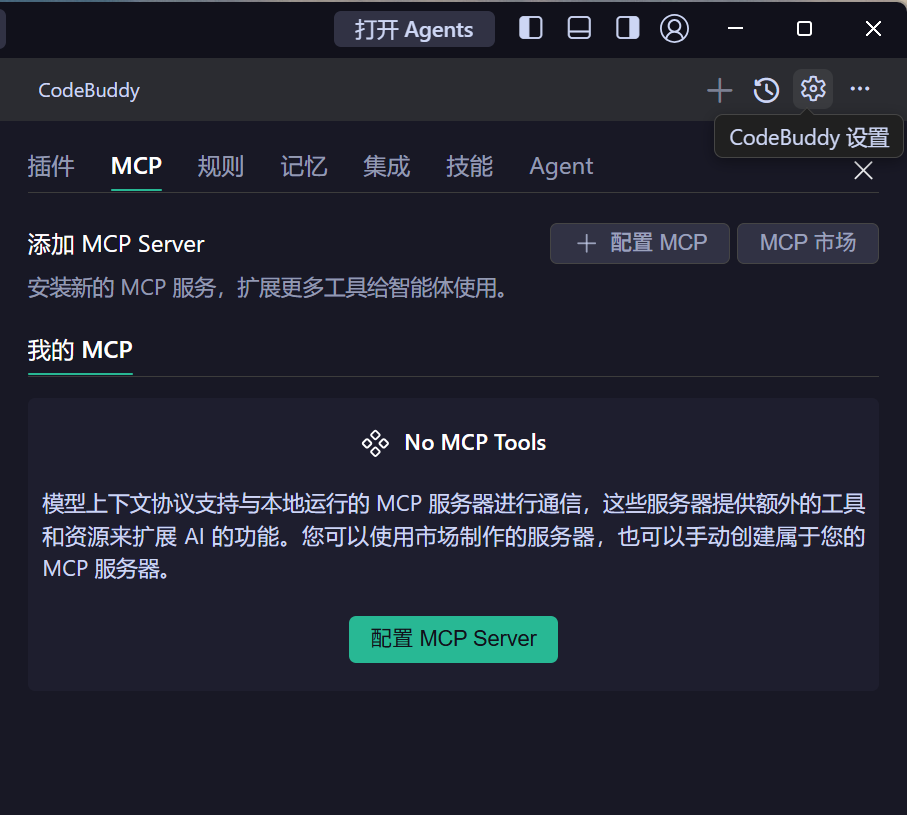 打开 Agents
CodeBuddy
CodeBuddy 设置
插件 MCP 规则 记忆 集成 技能 Agent
添加 MCP Server
配置 MCP
MCP 市场
安装新的 MCP 服务，扩展更多工具给智能体使用。
我的 MCP
No MCP Tools
模型上下文协议支持与本地运行的 MCP 服务器进行通信，这些服务器提供额外的工具
和资源来扩展 AI 的功能。您可以使用市场制作的服务器，也可以手动创建属于您的
MCP 服务器。
配置 MCP Server